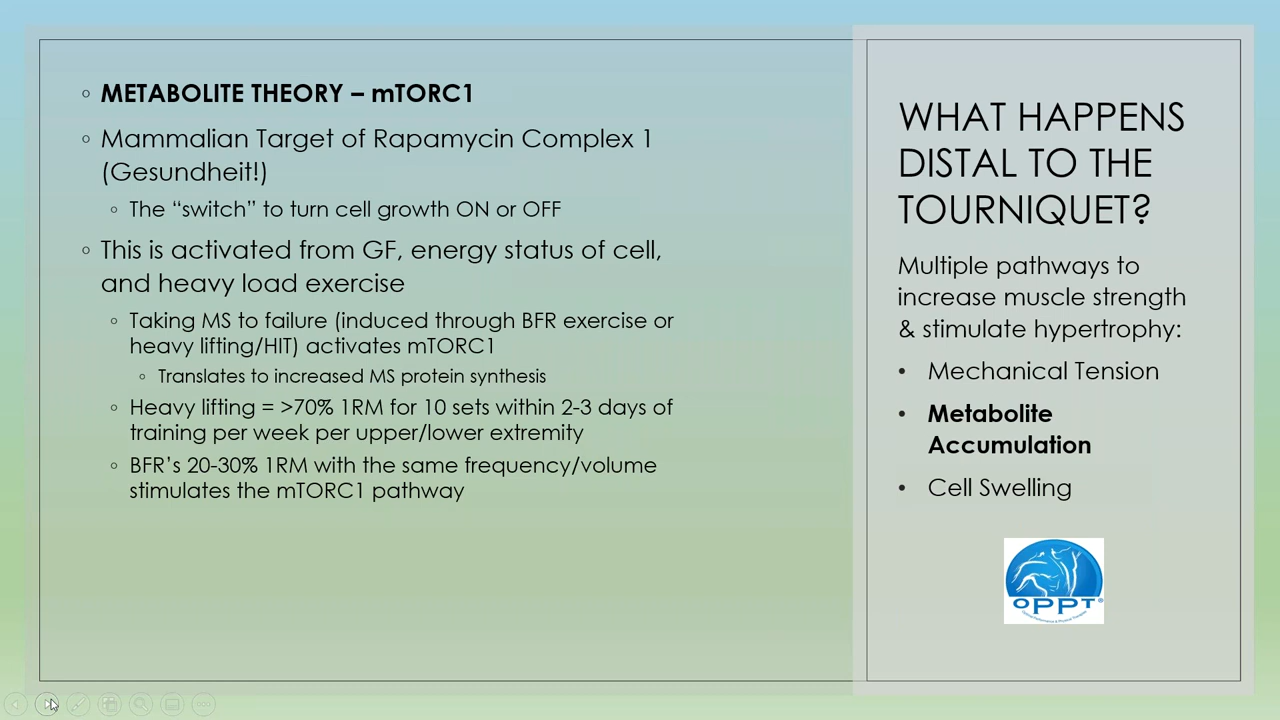 METABOLITE THEORY – mTORC1
Mammalian Target of Rapamycin Complex 1
(Gesundheit!)
The “switch” to turn cell growth ON or OFF
This is activated from GF, energy status of cell,
and heavy load exercise
Taking MS to failure (induced through BFR exercise or
heavy lifting/HIT) activates mTORC1
Translates to increased MS protein synthesis
Heavy lifting = >70% 1RM for 10 sets within 2-3 days of
training per week per upper/lower extremity
BFR’s 20-30% 1RM with the same frequency/volume
stimulates the mTORC1 pathway
WHAT HAPPENS
DISTAL TO THE
TOURNIQUET?
Multiple pathways to
increase muscle strength
& stimulate hypertrophy:
• Mechanical Tension
• Metabolite
Accumulation
• Cell Swelling
OPPT®